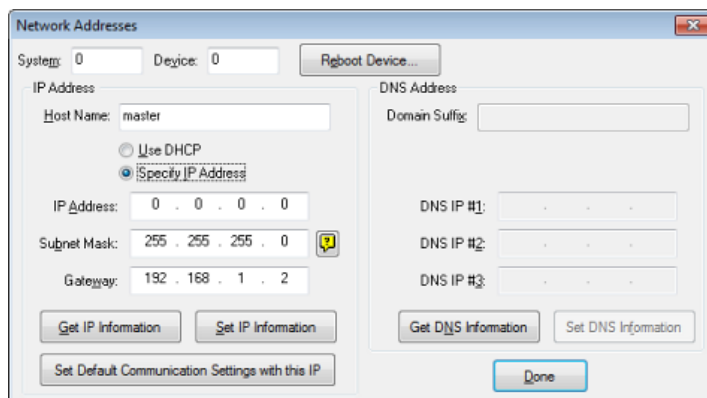 Network Addresses
System: 0 Device: 0 Reboot Device...
IP Address
DNS Address
Host Name: master
Domain Suffix:
Use DHCP
Specify IP Address
IP Address: 0 . 0 . 0 . 0
DNS IP #1: . . .
Subnet Mask: 255 . 255 . 255 . 0
?
DNS IP #2: . . .
Gateway: 192 . 168 . 1 . 2
DNS IP #3: . . .
Get IP Information Set IP Information
Get DNS Information Set DNS Information
Set Default Communication Settings with this IP
Done